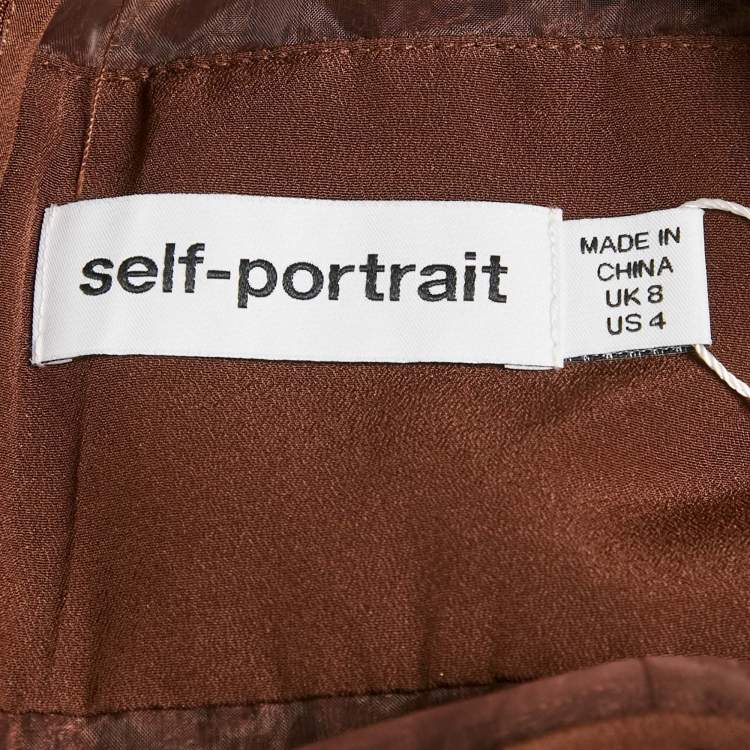 self-portrait
MADE IN
CHINA
UK 8
US 4